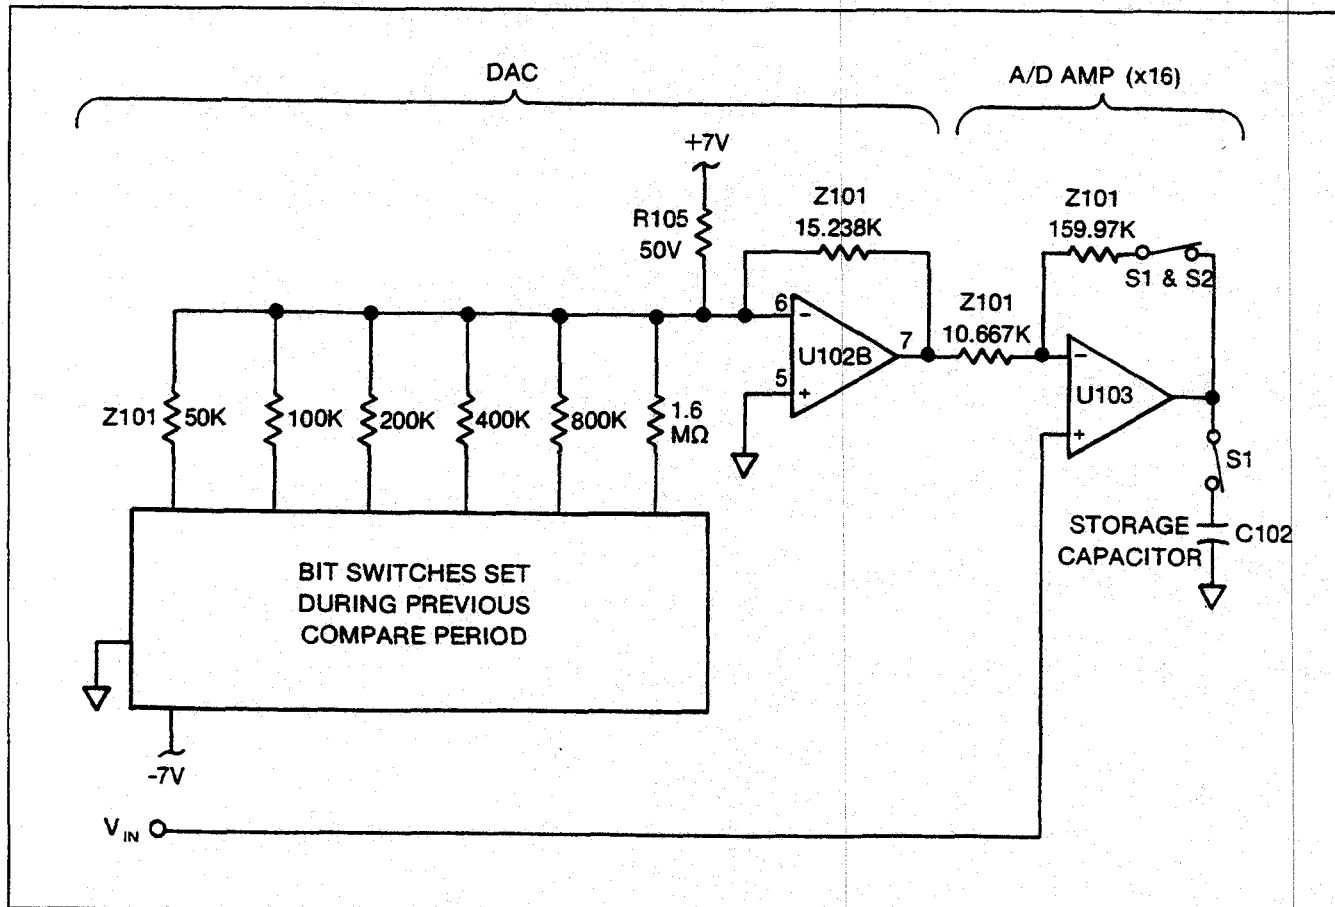 DAC
A/D AMP (x16)
+7V
R105
50V
Z101
15.238K
Z101
159.97K
S1 & S2
Z101
10.667K
6
7
5
U102B
U103
Z101
50K
100K
200K
400K
800K
1.6
MΩ
S1
STORAGE
CAPACITOR
C102
BIT SWITCHES SET
DURING PREVIOUS
COMPARE PERIOD
-7V
VIN